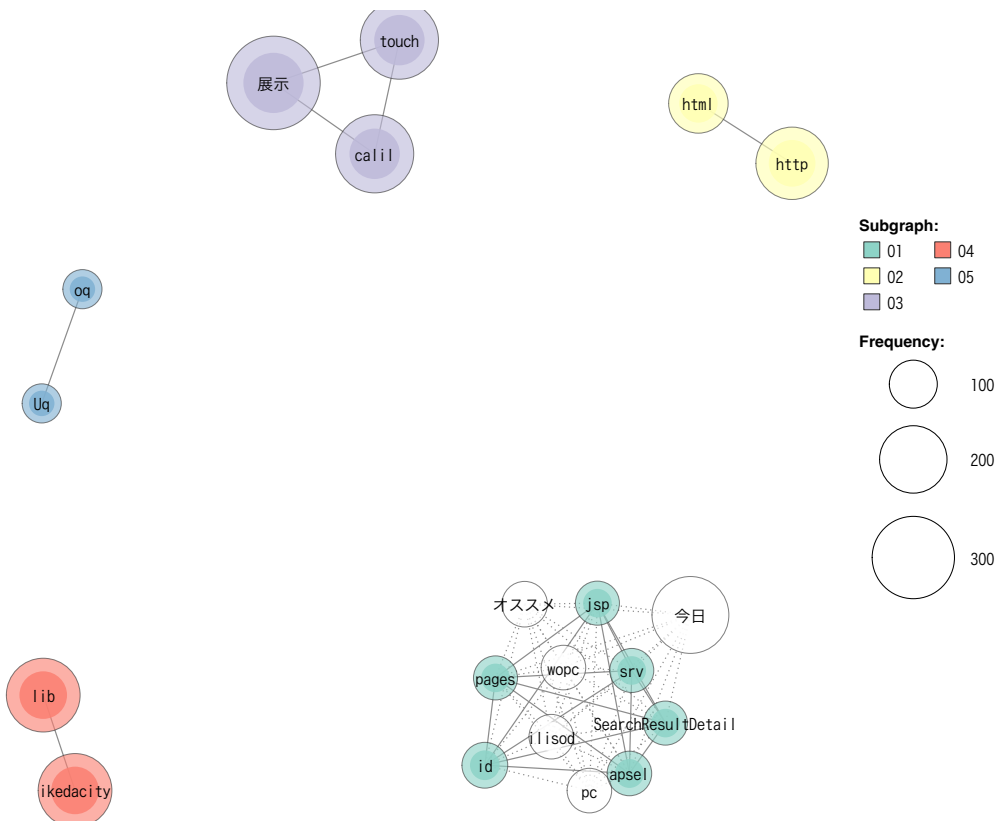 touch
展示
calil
html
http
Subgraph:
01 04
02 05
03
oq
Uq
Frequency:
100
200
300
オススメ
jsp
今日
wopc
srv
pages
SearchResultDetail
ilisod
id
apsel
pc
lib
ikedacity